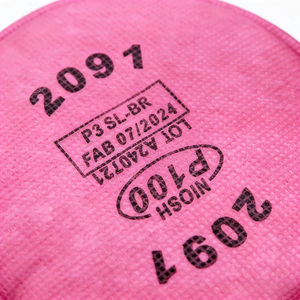 2091
P3 SL-BR
FAB 07/2024
LOT A240721
NIOSH
P100
2091